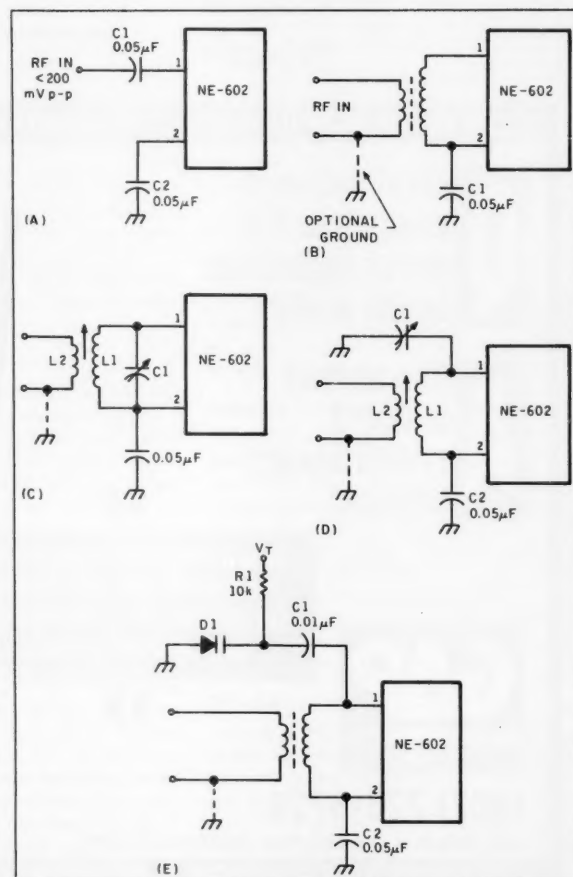 C1
0.05µF
RF IN
<200
mV p-p
1
NE-602
2
C2
0.05µF
(A)
RF IN
1
NE-602
2
C1
0.05µF
OPTIONAL
GROUND
(B)
L2
L1
C1
1
NE-602
2
0.05µF
(C)
C1
L2
L1
1
NE-602
2
C2
0.05µF
(D)
VT
R1
10k
D1
C1
0.01µF
1
NE-602
2
C2
0.05µF
(E)